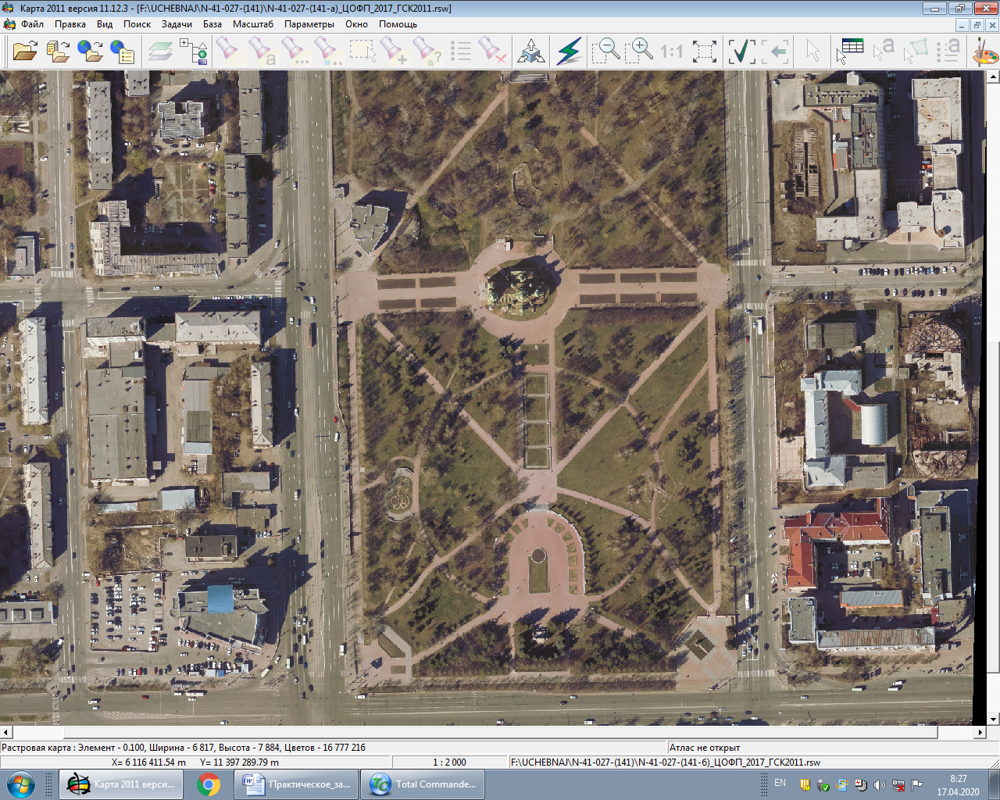 Карта 2011 версия 11.12.3 - [F:\UCHEBNAJ\N-41-027-(141)\N-41-027-(141-а)_ЦОФП_2017_ГСК2011.rsw]
Файл Правка Вид Поиск Задачи База Масштаб Параметры Окно Помощь
1:1
Растровая карта : Элемент - 0.100, Ширина - 6 817, Высота - 7 884, Цветов - 16 777 216
Атлас не открыт
X= 6 116 411.54 m Y= 11 397 289.79 m
1 : 2 000
F:\UCHEBNAJ\N-41-027-(141)\N-41-027-(141-б)_ЦОФП_2017_ГСК2011.rsw
Карта 2011 верси...
Практическое_за...
Total Commande...
EN
8:27
17.04.2020